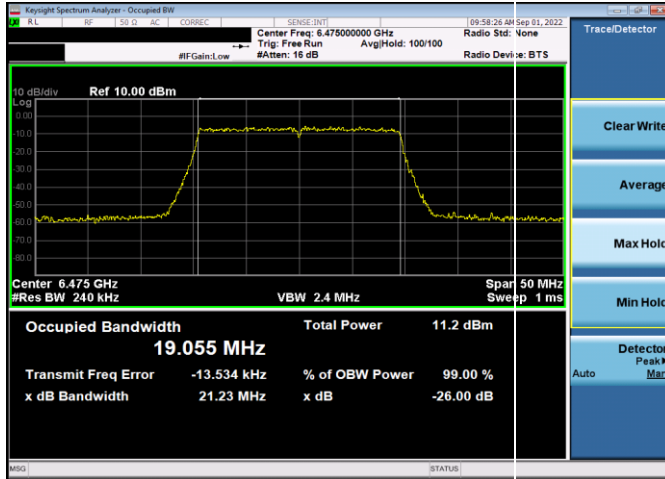 Keysight Spectrum Analyzer - Occupied BW
RL RF 50 Ω AC CORREC SENSE:INT 09:58:26 AM Sep 01, 2022
Center Freq: 6.475000000 GHz Radio Std: None
Trig: Free Run Avg|Hold: 100/100
#IFGain:Low #Atten: 16 dB Radio Device: BTS
Trace/Detector
10 dB/div Ref 10.00 dBm
Log
0.00
-10.0
-20.0
-30.0
-40.0
-50.0
-60.0
-70.0
-80.0
Center 6.475 GHz Span 50 MHz
#Res BW 240 kHz VBW 2.4 MHz Sweep 1 ms
Occupied Bandwidth Total Power 11.2 dBm
19.055 MHz
Transmit Freq Error -13.534 kHz % of OBW Power 99.00 %
x dB Bandwidth 21.23 MHz x dB -26.00 dB
Clear Write
Average
Max Hold
Min Hold
Detector
Peak
Auto Man
MSG STATUS